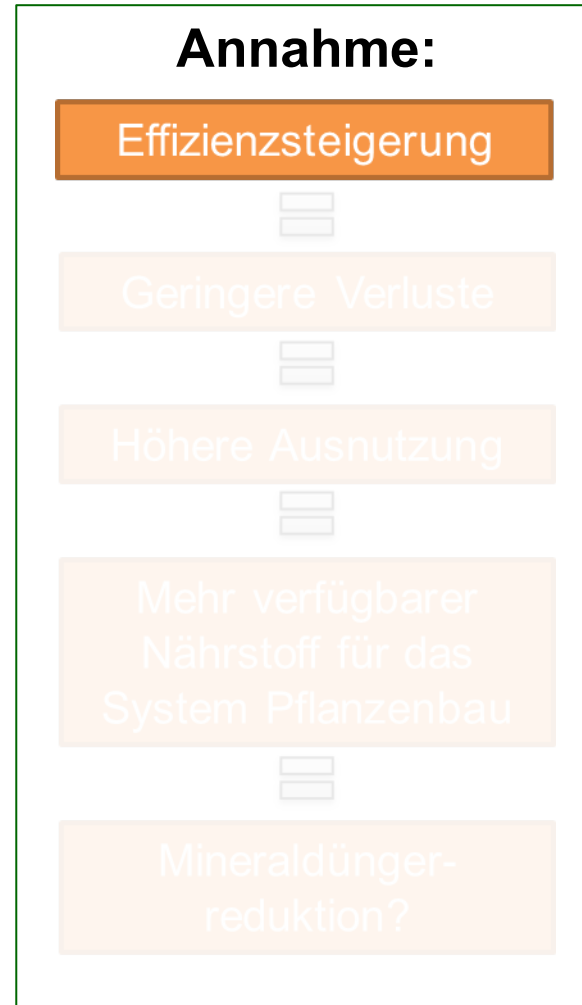 Annahme:
Effizienzsteigerung
Geringere Verluste
Höhere Ausnutzung
Mehr verfügbarer
Nährstoff für das
System Pflanzenbau
Mineraldünger-
reduktion?